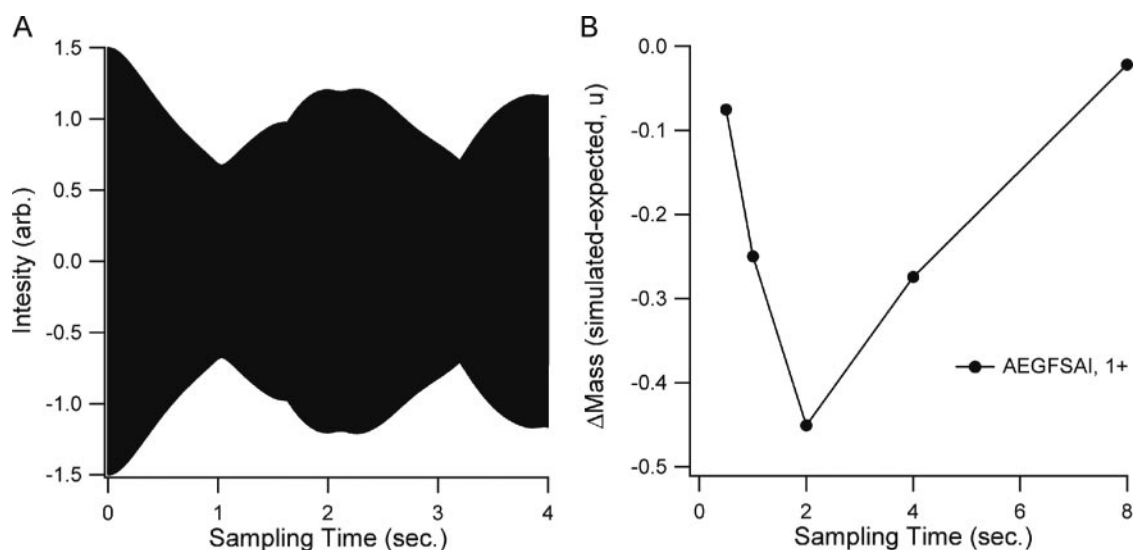 A
1.5
1.0
0.5
0.0
-0.5
-1.0
-1.5
Intesity (arb.)
0 1 2 3 4
Sampling Time (sec.)
B
0.0
-0.1
-0.2
-0.3
-0.4
-0.5
ΔMass (simulated-expected, u)
AEGFSAI, 1+
0 2 4 6 8
Sampling Time (sec.)